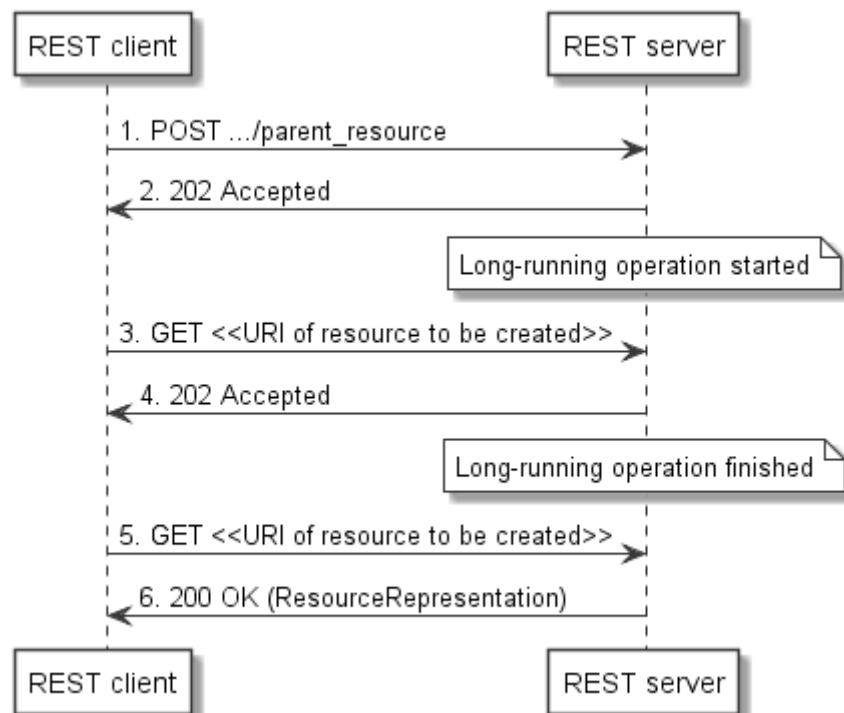 REST client
REST server
1. POST .../parent_resource
2. 202 Accepted
Long-running operation started
3. GET <<URI of resource to be created>>
4. 202 Accepted
Long-running operation finished
5. GET <<URI of resource to be created>>
6. 200 OK (ResourceRepresentation)
REST client
REST server